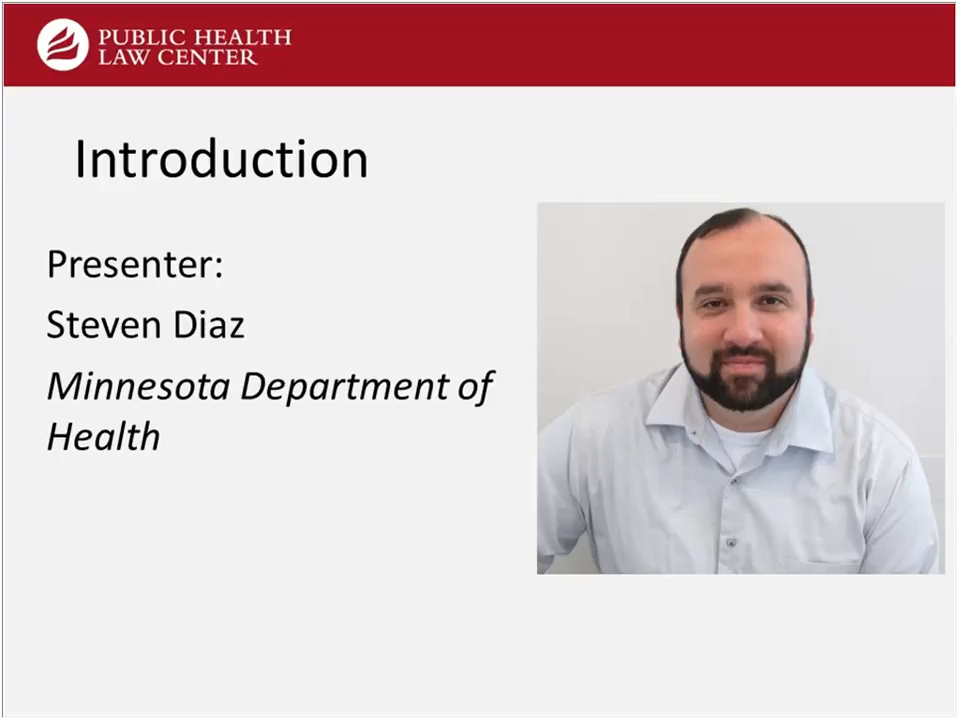 PUBLIC HEALTH
LAW CENTER
Introduction
Presenter:
Steven Diaz
Minnesota Department of
Health